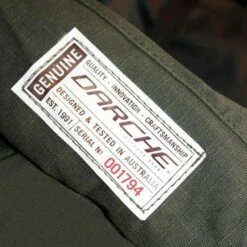 GENUINE
QUALITY - INNOVATION - CRAFTSMANSHIP
DARCHE
DESIGNED & TESTED IN AUSTRALIA
EST. 1991 SERIAL No 001794